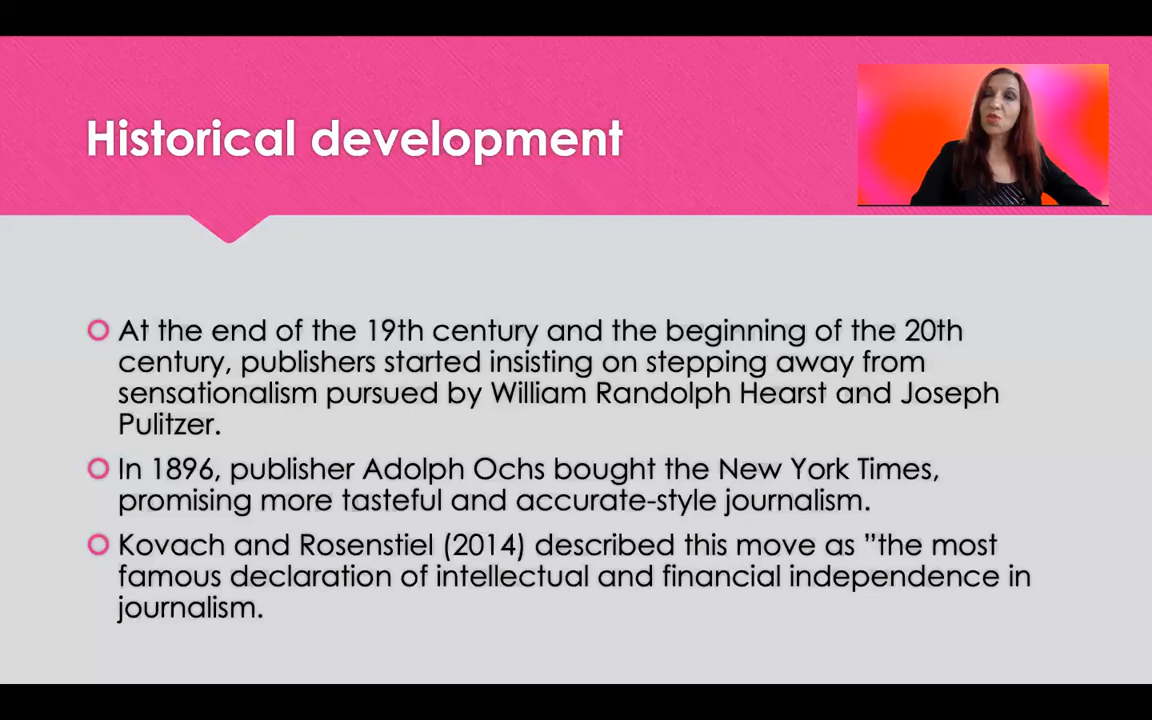 Historical development
At the end of the 19th century and the beginning of the 20th
century, publishers started insisting on stepping away from
sensationalism pursued by William Randolph Hearst and Joseph
Pulitzer.
In 1896, publisher Adolph Ochs bought the New York Times,
promising more tasteful and accurate-style journalism.
Kovach and Rosenstiel (2014) described this move as ”the most
famous declaration of intellectual and financial independence in
journalism.